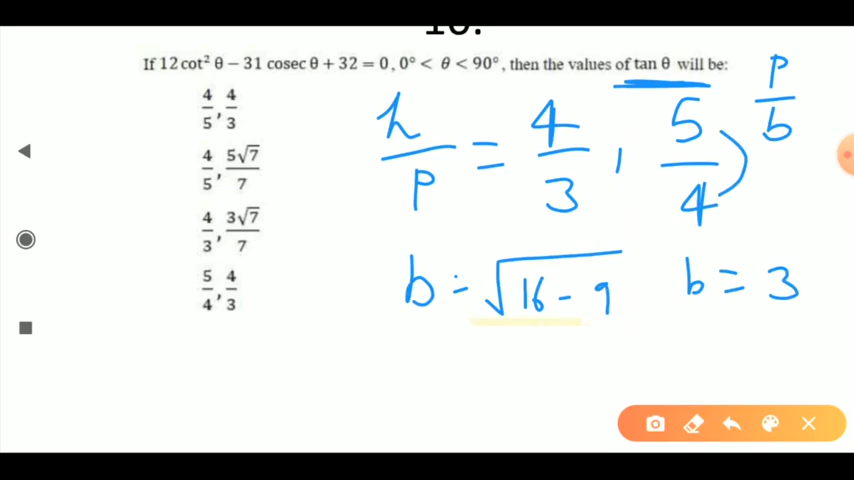 If 12 cot² θ − 31 cosec θ + 32 = 0, 0° < θ < 90°, then the values of tan θ will be:
4/5, 4/3
4/5, 5√7/7
4/3, 3√7/7
5/4, 4/3
h/p = 4/3, 5/4
p/b
b = √16 - 9
b = 3